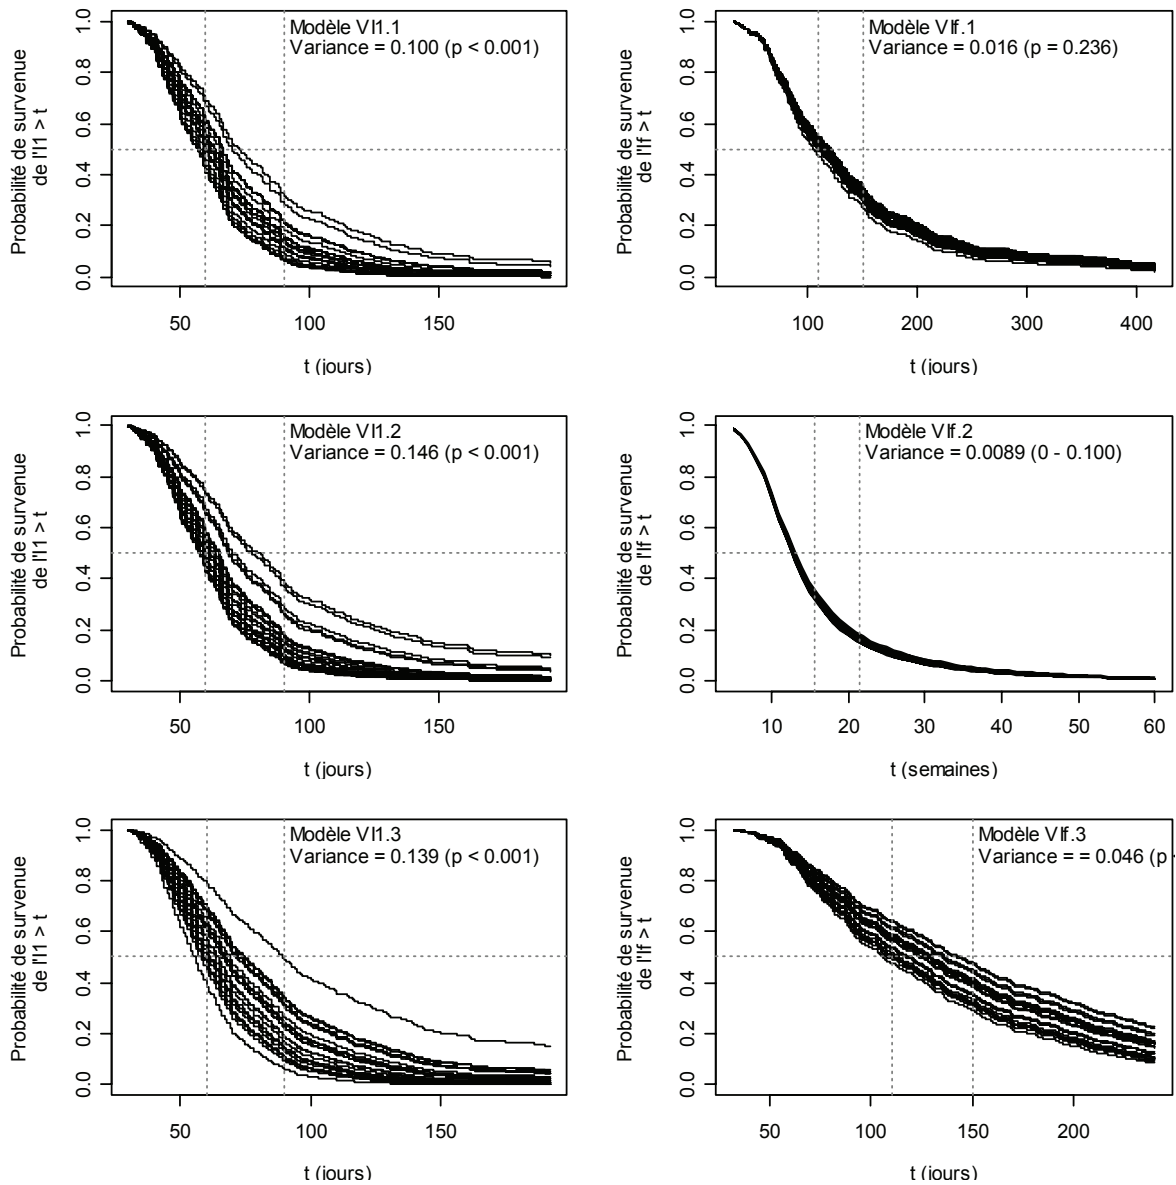 Modèle VI1.1
Variance = 0.100 (p < 0.001)
Probabilité de survenue
de l'I1 > t
0.0 0.2 0.4 0.6 0.8 1.0
50 100 150
t (jours)
Modèle VIf.1
Variance = 0.016 (p = 0.236)
Probabilité de survenue
de l'If > t
0.0 0.2 0.4 0.6 0.8 1.0
100 200 300 400
t (jours)
Modèle VI1.2
Variance = 0.146 (p < 0.001)
Probabilité de survenue
de l'I1 > t
0.0 0.2 0.4 0.6 0.8 1.0
50 100 150
t (jours)
Modèle VIf.2
Variance = 0.0089 (0 - 0.100)
Probabilité de survenue
de l'If > t
0.0 0.2 0.4 0.6 0.8 1.0
10 20 30 40 50 60
t (semaines)
Modèle VI1.3
Variance = 0.139 (p < 0.001)
Probabilité de survenue
de l'I1 > t
0.0 0.2 0.4 0.6 0.8 1.0
50 100 150
t (jours)
Modèle VIf.3
Variance = = 0.046 (p
Probabilité de survenue
de l'If > t
0.0 0.2 0.4 0.6 0.8 1.0
50 100 150 200
t (jours)